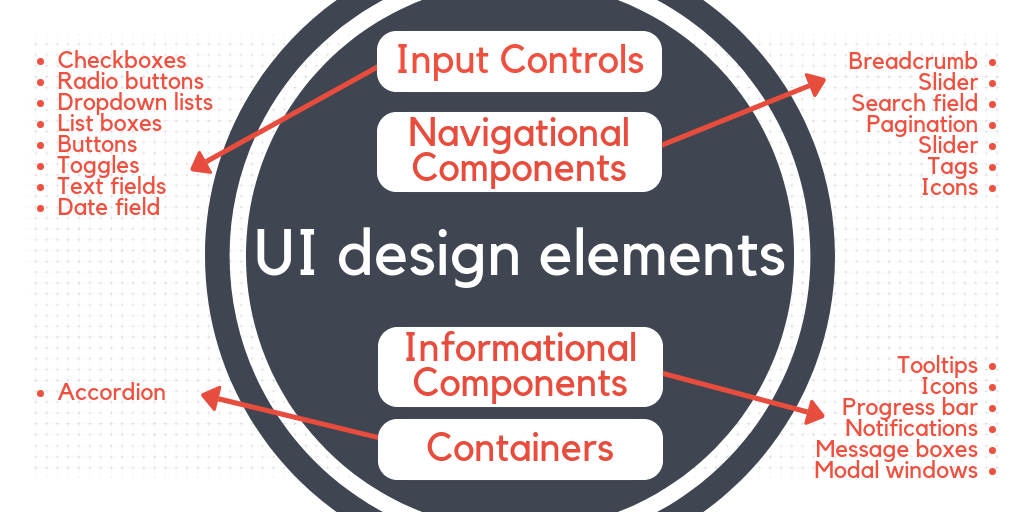 Input Controls
Checkboxes
Radio buttons
Dropdown lists
List boxes
Buttons
Toggles
Text fields
Date field
Navigational
Components
Breadcrumb
Slider
Search field
Pagination
Slider
Tags
Icons
UI design elements
Informational
Components
Tooltips
Icons
Progress bar
Notifications
Message boxes
Modal windows
Containers
Accordion